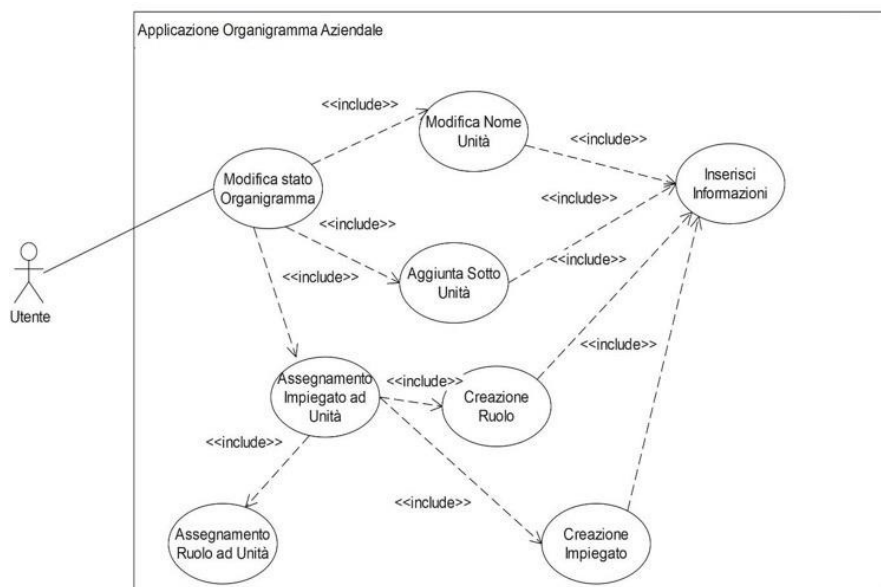 Applicazione Organigramma Aziendale
<<include>>
Modifica Nome
Unità
<<include>>
Inserisci
Informazioni
Modifica stato
Organigramma
<<include>>
<<include>>
<<include>>
Aggiunta Sotto
Unità
Utente
<<include>>
Assegnamento
Impiegato ad
Unità
<<include>>
Creazione
Ruolo
<<include>>
<<include>>
Assegnamento
Ruolo ad Unità
Creazione
Impiegato